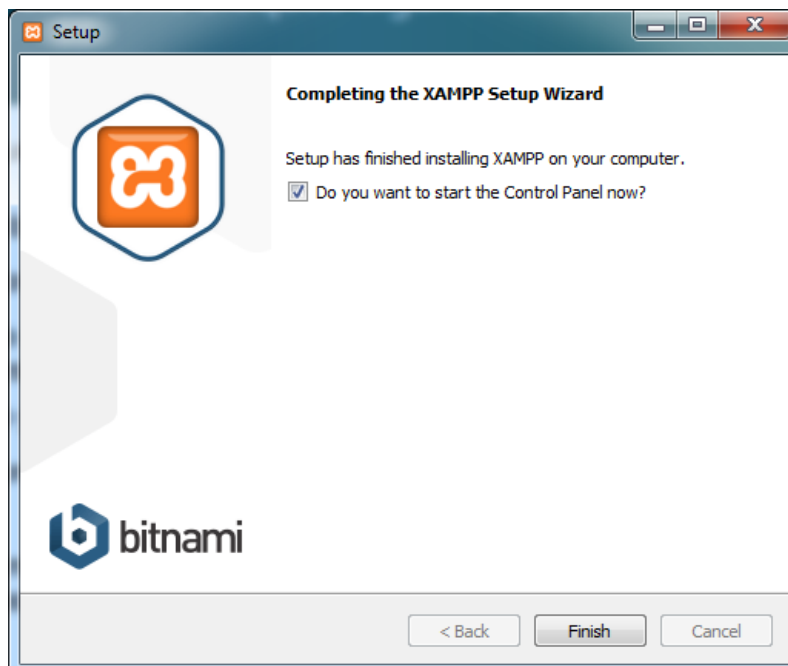 Setup
Completing the XAMPP Setup Wizard
Setup has finished installing XAMPP on your computer.
Do you want to start the Control Panel now?
bitnami
< Back
Finish
Cancel